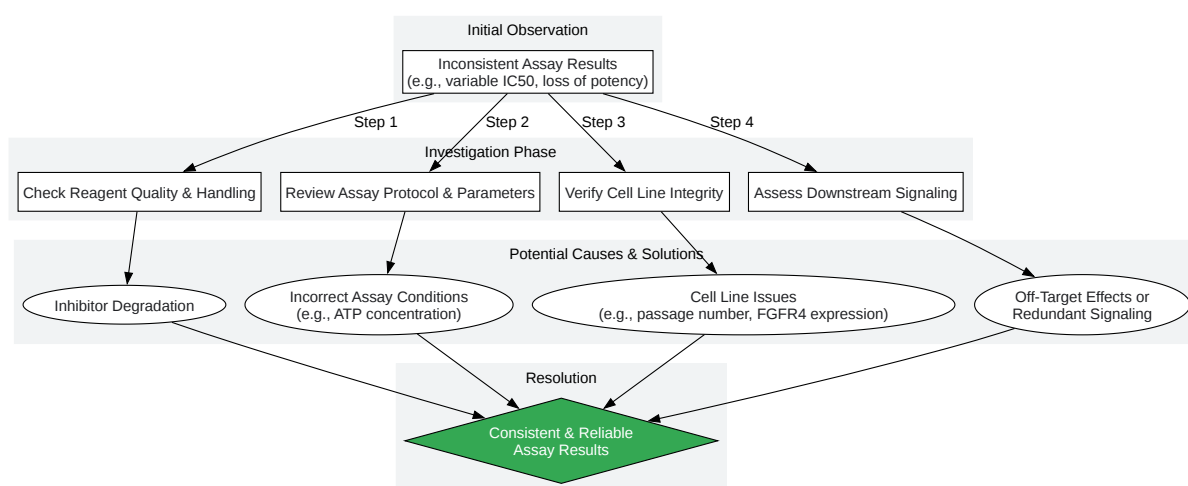 Initial Observation
Inconsistent Assay Results
(e.g., variable IC50, loss of potency)
Step 1
Step 2
Step 3
Step 4
Investigation Phase
Check Reagent Quality & Handling
Review Assay Protocol & Parameters
Verify Cell Line Integrity
Assess Downstream Signaling
Potential Causes & Solutions
Inhibitor Degradation
Incorrect Assay Conditions
(e.g., ATP concentration)
Cell Line Issues
(e.g., passage number, FGFR4 expression)
Off-Target Effects or
Redundant Signaling
Resolution
Consistent & Reliable
Assay Results